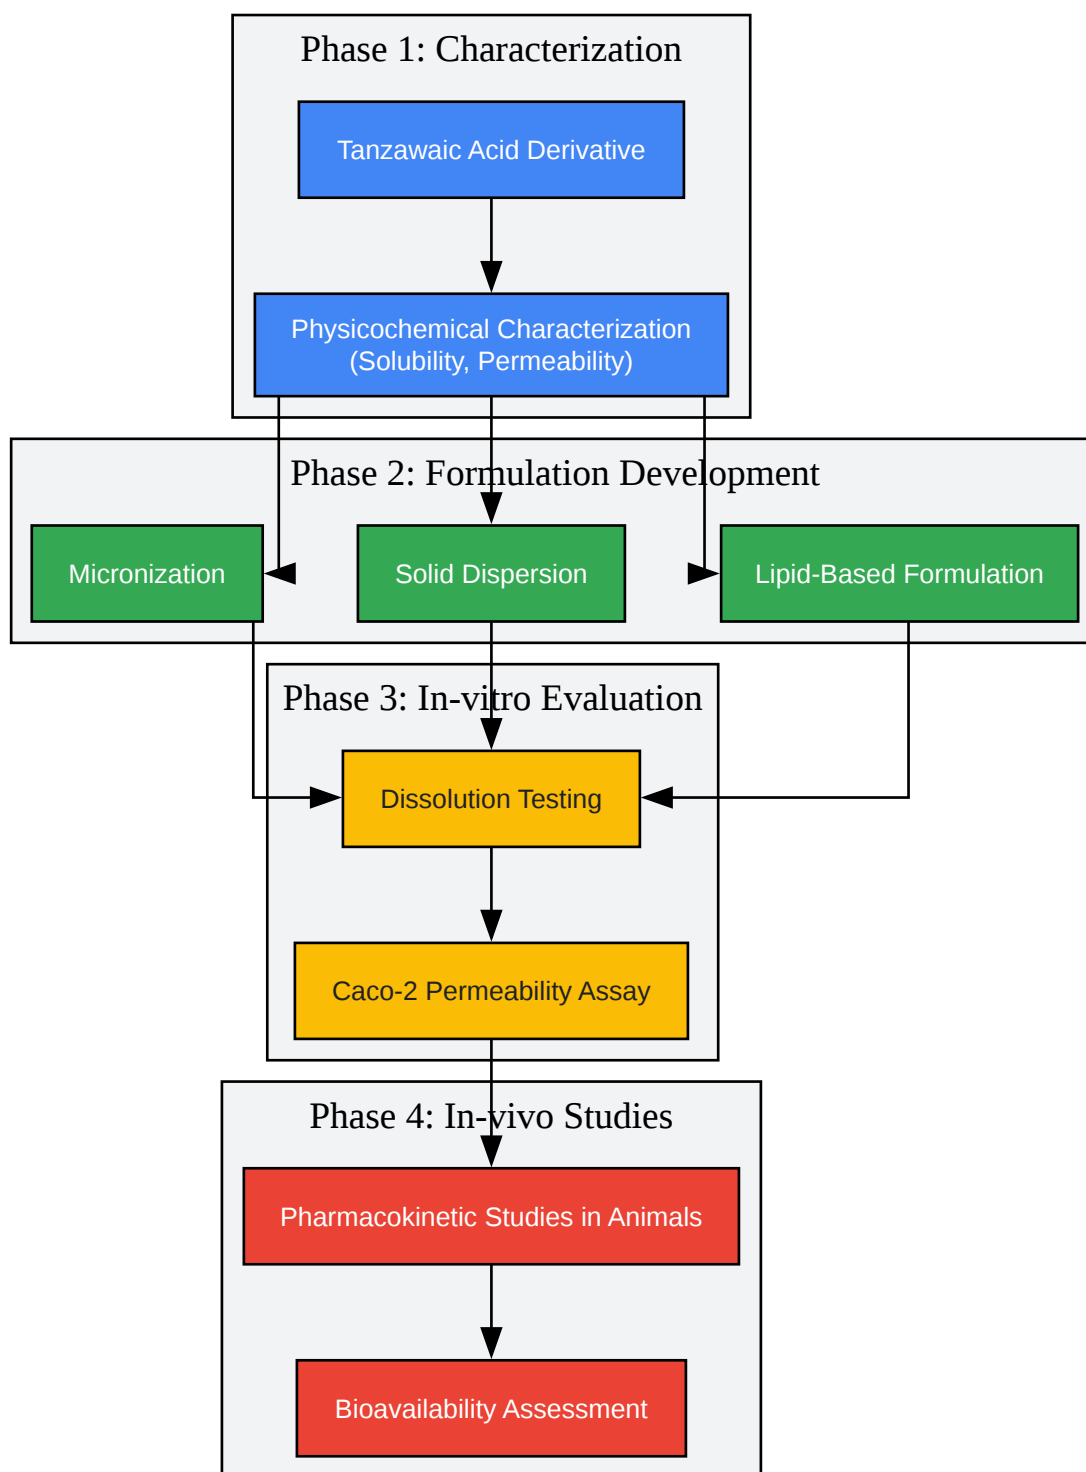 Phase 1: Characterization
Tanzawaic Acid Derivative
Physicochemical Characterization
(Solubility, Permeability)
Phase 2: Formulation Development
Micronization
Solid Dispersion
Lipid-Based Formulation
Phase 3: In-vitro Evaluation
Dissolution Testing
Caco-2 Permeability Assay
Phase 4: In-vivo Studies
Pharmacokinetic Studies in Animals
Bioavailability Assessment